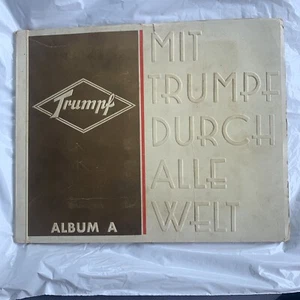 Trumpf
ALBUM A
MIT
TRUMPF
DURCH
ALLE
WELT